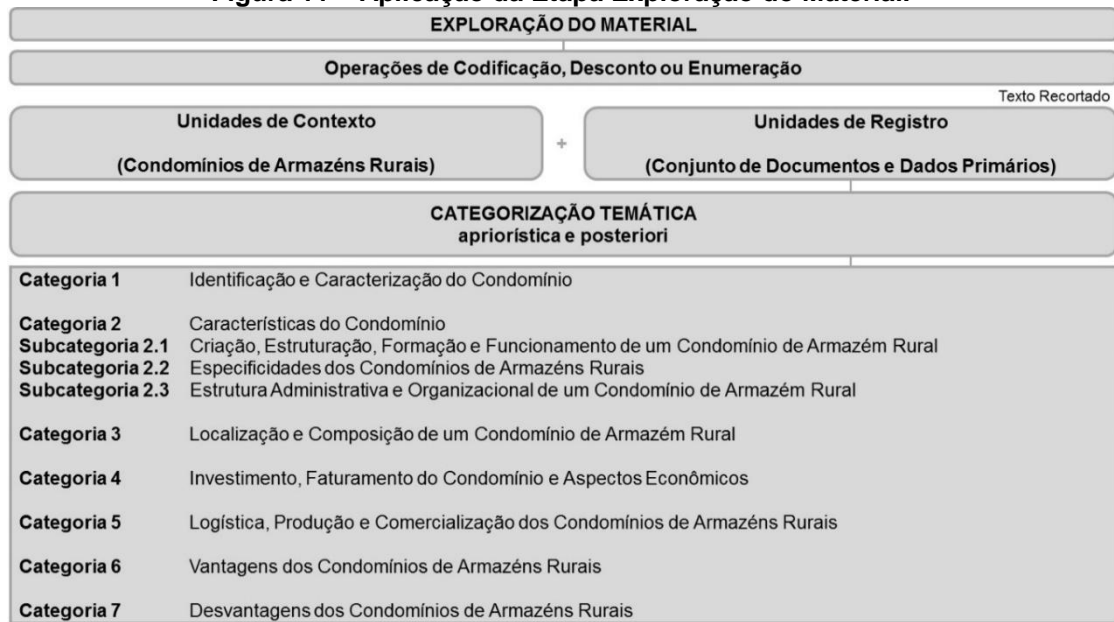 EXPLORAÇÃO DO MATERIAL
Operações de Codificação, Desconto ou Enumeração
Texto Recortado
Unidades de Contexto
(Condomínios de Armazéns Rurais)
+
Unidades de Registro
(Conjunto de Documentos e Dados Primários)
CATEGORIZAÇÃO TEMÁTICA
apriorística e posteriori
Categoria 1 Identificação e Caracterização do Condomínio
Categoria 2 Características do Condomínio
Subcategoria 2.1 Criação, Estruturação, Formação e Funcionamento de um Condomínio de Armazém Rural
Subcategoria 2.2 Especificidades dos Condomínios de Armazéns Rurais
Subcategoria 2.3 Estrutura Administrativa e Organizacional de um Condomínio de Armazém Rural
Categoria 3 Localização e Composição de um Condomínio de Armazém Rural
Categoria 4 Investimento, Faturamento do Condomínio e Aspectos Econômicos
Categoria 5 Logística, Produção e Comercialização dos Condomínios de Armazéns Rurais
Categoria 6 Vantagens dos Condomínios de Armazéns Rurais
Categoria 7 Desvantagens dos Condomínios de Armazéns Rurais